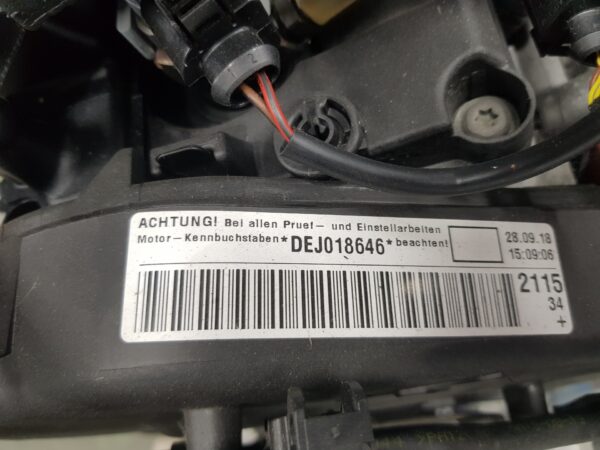 ACHTUNG! Bei allen Pruef- und Einstellarbeiten
Motor-Kennbuchstaben*DEJ018646*beachten!
28.09.18
15:09:06
2115
34
+